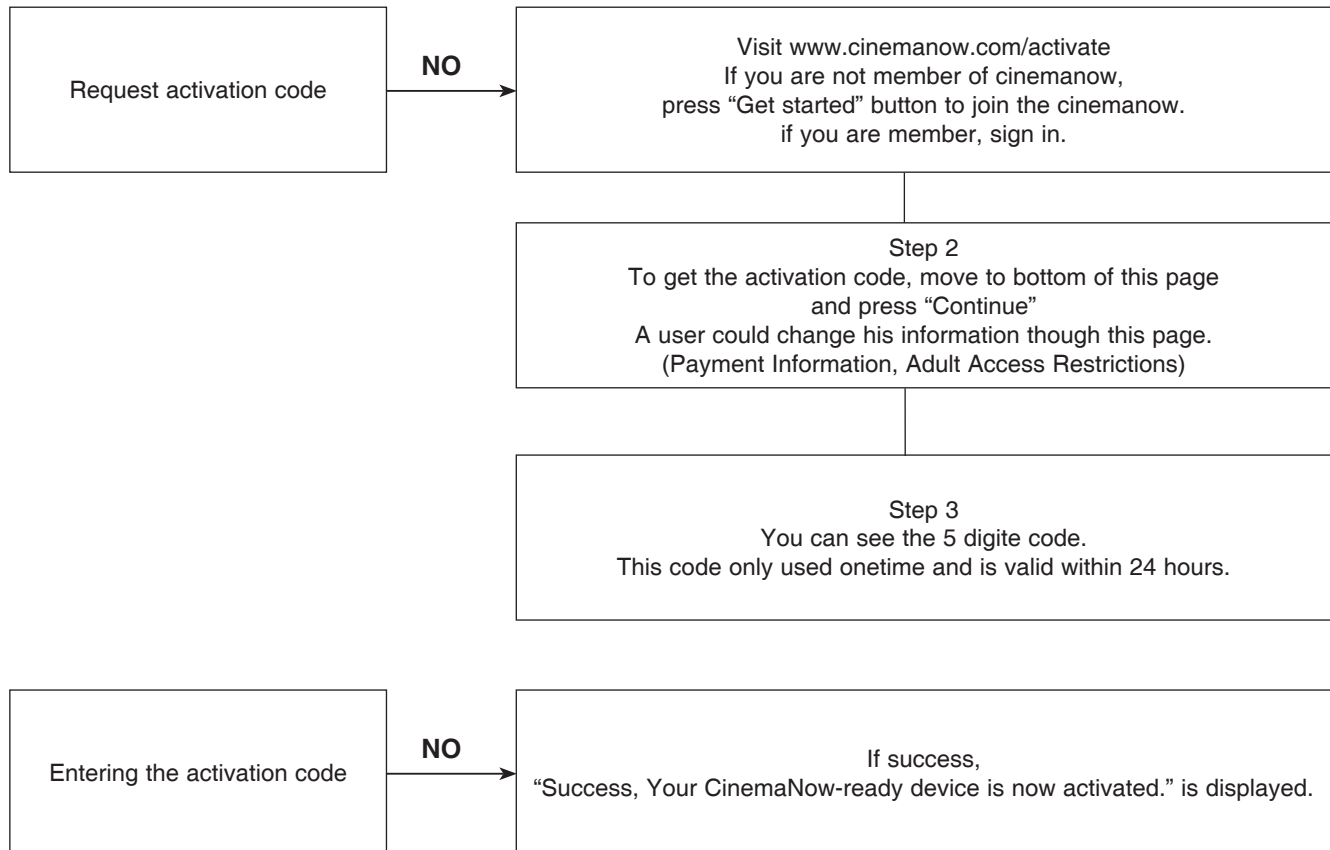 Request activation code
NO
Visit www.cinemanow.com/activate
If you are not member of cinemanow,
press “Get started” button to join the cinemanow.
if you are member, sign in.
Step 2
To get the activation code, move to bottom of this page
and press “Continue”
A user could change his information though this page.
(Payment Information, Adult Access Restrictions)
Step 3
You can see the 5 digite code.
This code only used onetime and is valid within 24 hours.
Entering the activation code
NO
If success,
“Success, Your CinemaNow-ready device is now activated.” is displayed.